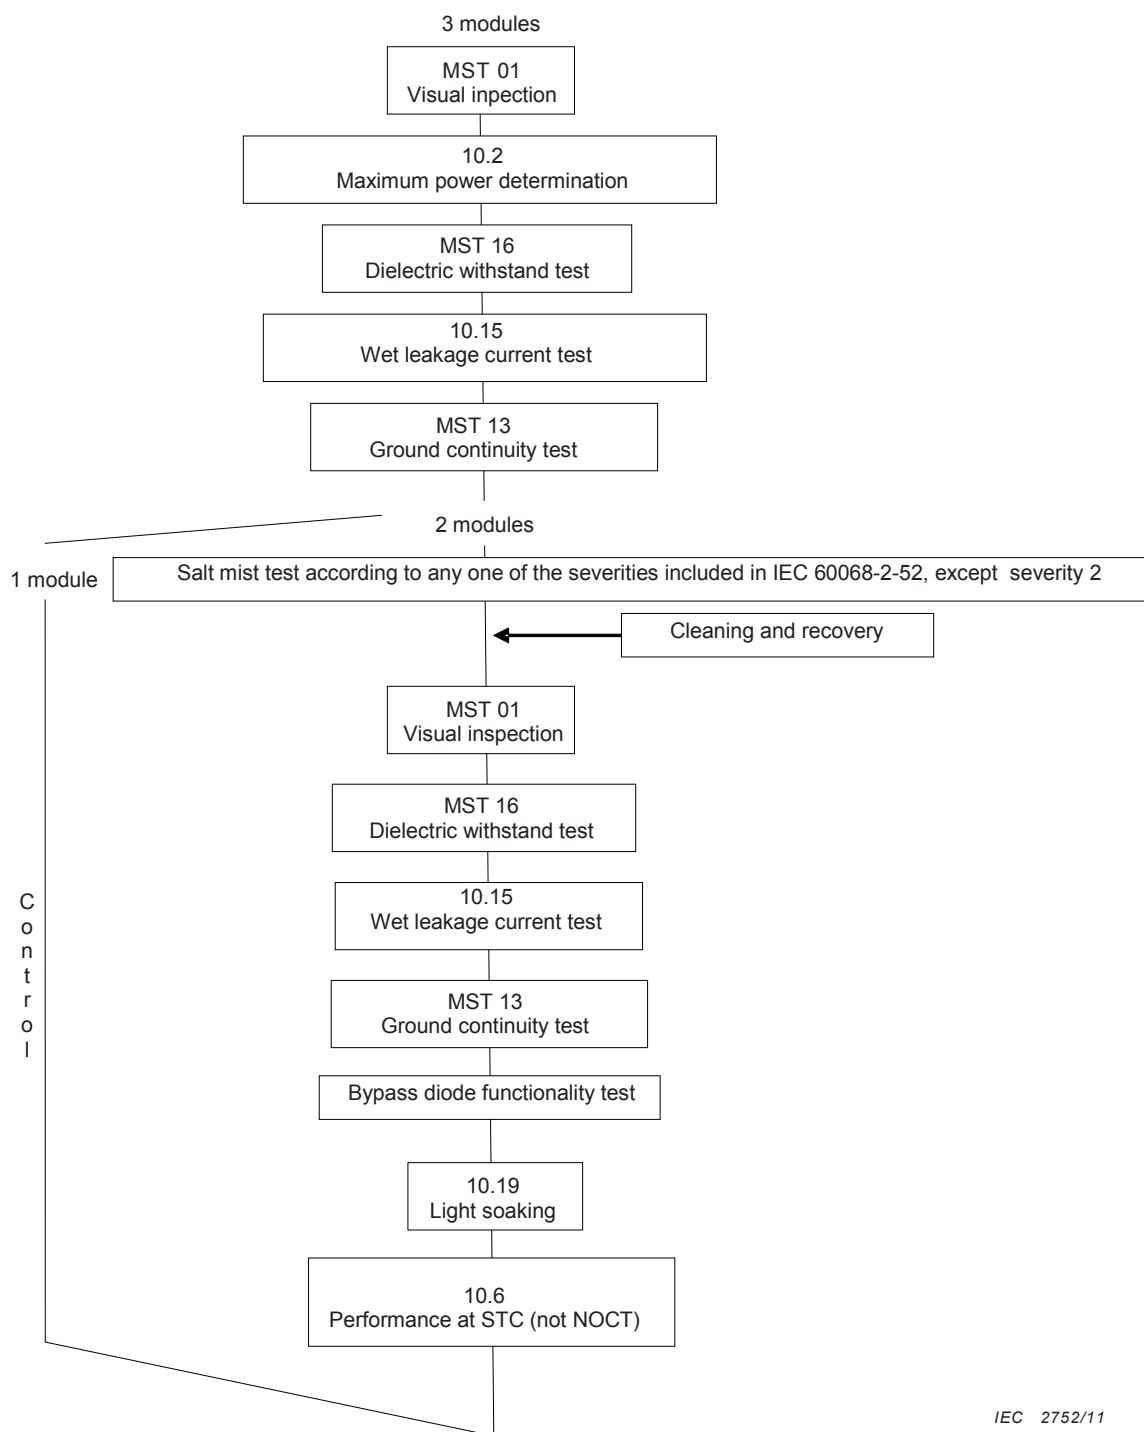 3 modules
MST 01
Visual inpection
10.2
Maximum power determination
MST 16
Dielectric withstand test
10.15
Wet leakage current test
MST 13
Ground continuity test
2 modules
1 module
Salt mist test according to any one of the severities included in IEC 60068-2-52, except severity 2
Cleaning and recovery
MST 01
Visual inspection
MST 16
Dielectric withstand test
10.15
Wet leakage current test
MST 13
Ground continuity test
Control
Bypass diode functionality test
10.19
Light soaking
10.6
Performance at STC (not NOCT)
IEC 2752/11